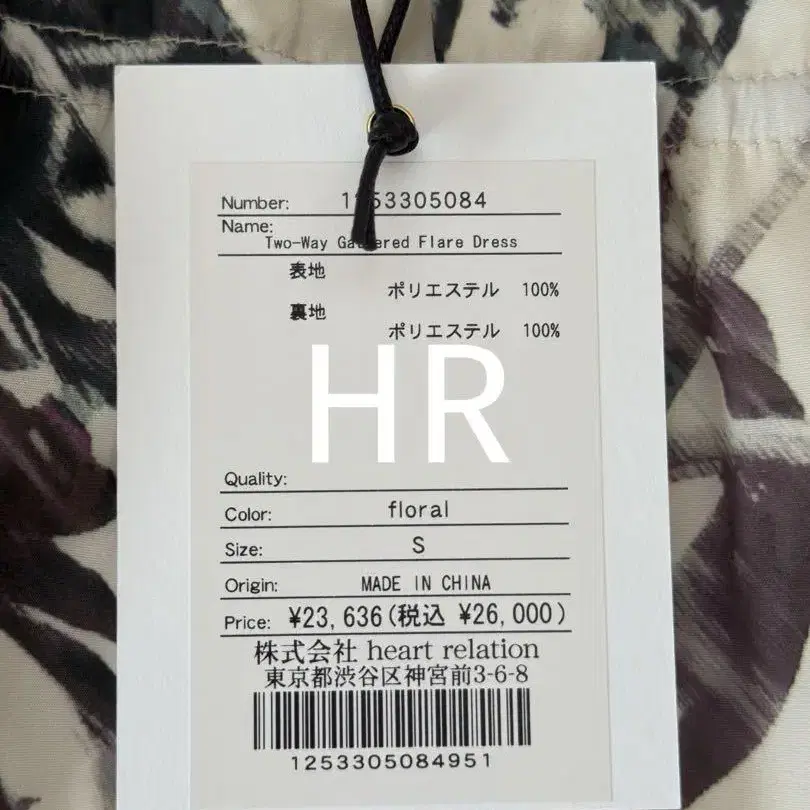 Number: 1253305084
Name:
Two-Way Gathered Flare Dress
表地
ポリエステル 100%
裏地
ポリエステル 100%
HR
Quality:
Color: floral
Size: S
Origin: MADE IN CHINA
Price: ¥23,636(税込 ¥26,000)
株式会社 heart relation
東京都渋谷区神宮前3-6-8
1253305084951